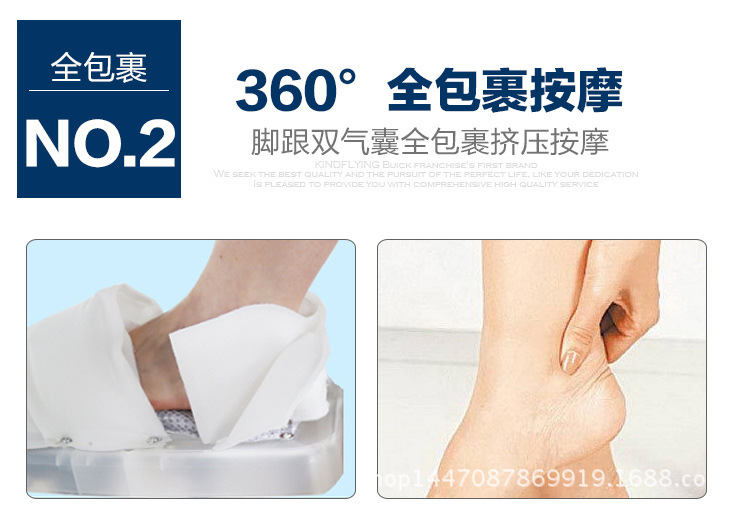 全包裹
NO.2
360° 全包裹按摩
脚跟双气囊全包裹挤压按摩
KINDFLYING BUICK FRANCHISE'S FIRST BRAND
WE SEEK THE BEST QUALITY AND THE PURSUIT OF THE PERFECT LIFE, LIKE YOUR DEDICATION
IS PLEASED TO PROVIDE YOU WITH COMPREHENSIVE HIGH QUALITY SERVICE
hop1447087869919.1688.co